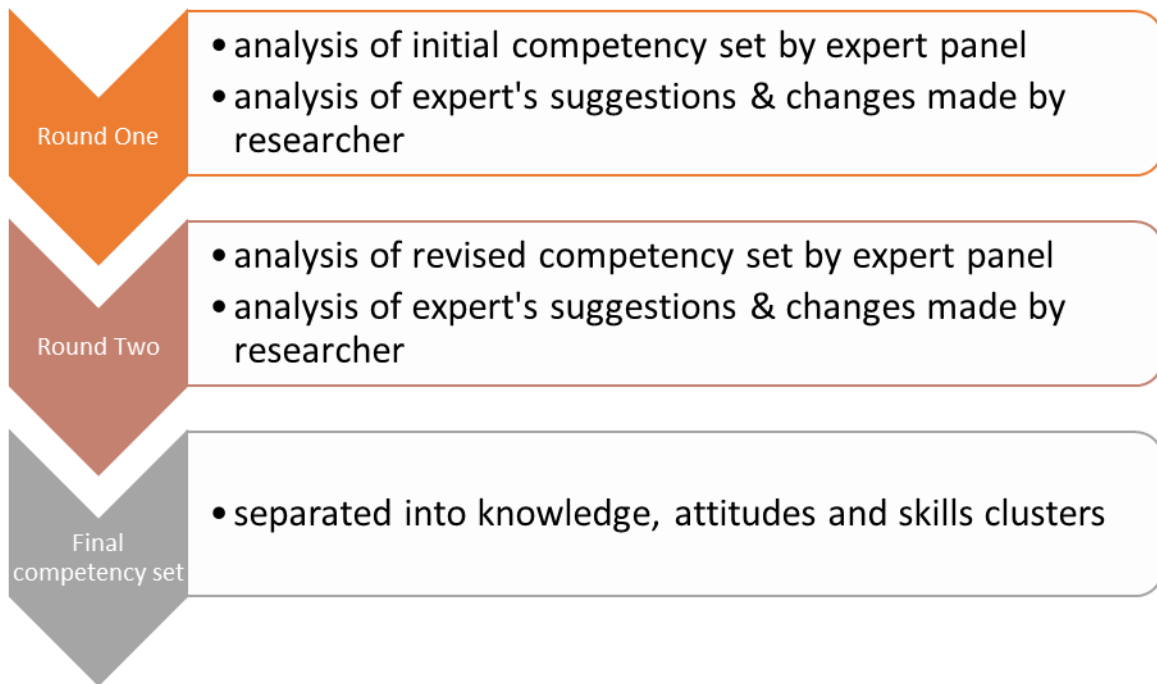 Round One
• analysis of initial competency set by expert panel
• analysis of expert's suggestions & changes made by
researcher
Round Two
• analysis of revised competency set by expert panel
• analysis of expert's suggestions & changes made by
researcher
Final
competency set
• separated into knowledge, attitudes and skills clusters